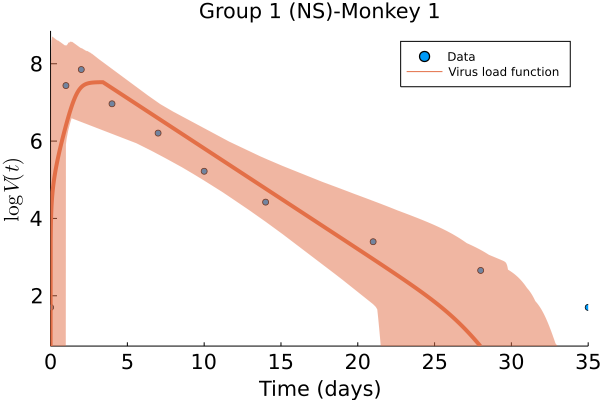 Group 1 (NS)-Monkey 1
Data
Virus load function
log V(t)
8
6
4
2
0 5 10 15 20 25 30 35
Time (days)